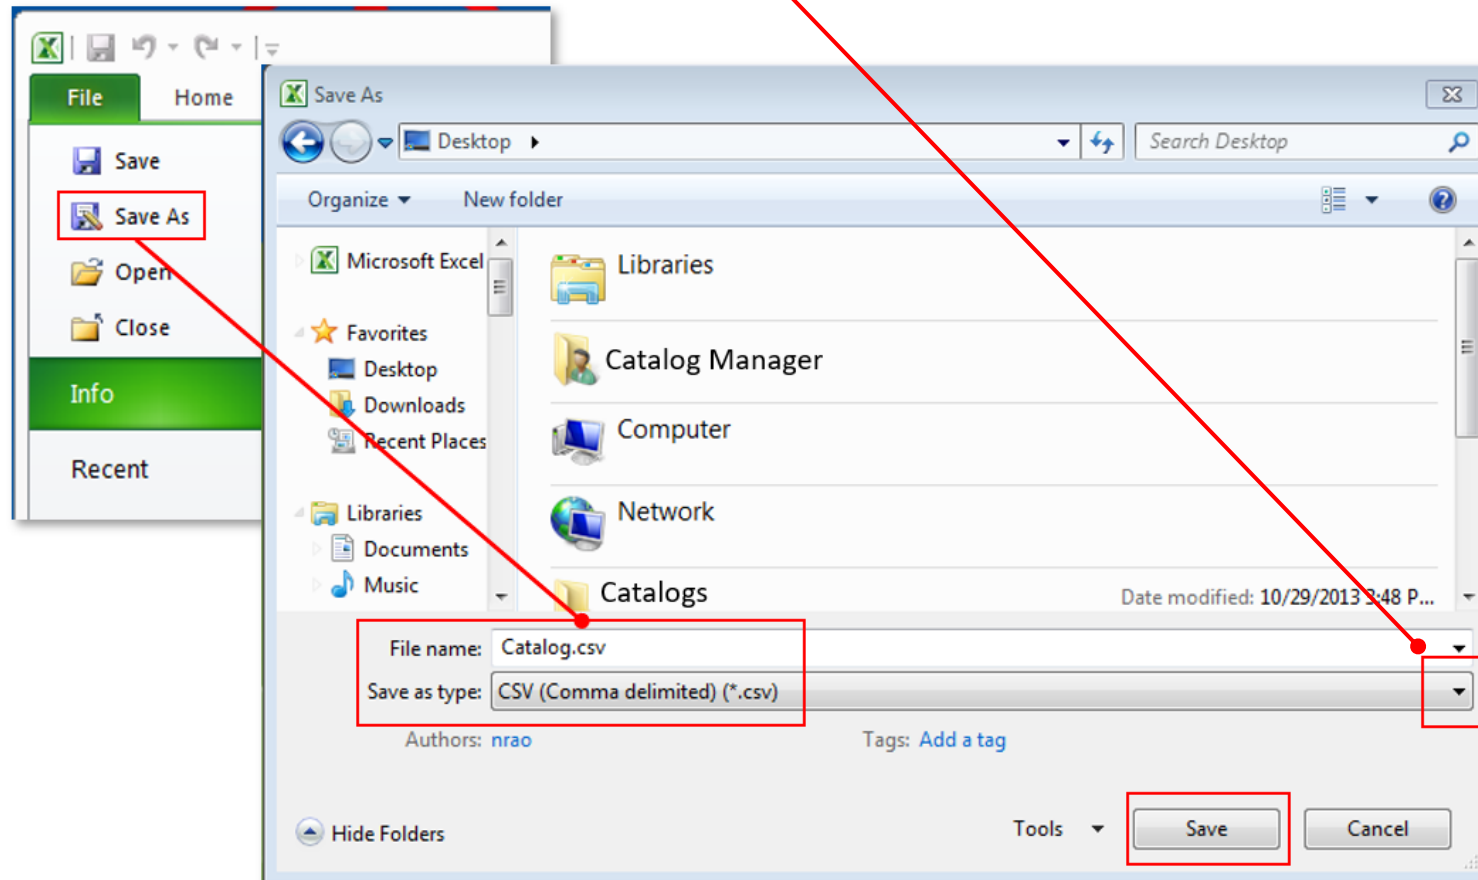 File Home
Save
Save As
Open
Close
Info
Recent
Save As
Desktop
Search Desktop
Organize New folder
Microsoft Excel
Favorites
Desktop
Downloads
Recent Places
Libraries
Documents
Music
Libraries
Catalog Manager
Computer
Network
Catalogs
Date modified: 10/29/2013 3:48 P...
File name: Catalog.csv
Save as type: CSV (Comma delimited) (*.csv)
Authors: nrao Tags: Add a tag
Hide Folders Tools Save Cancel